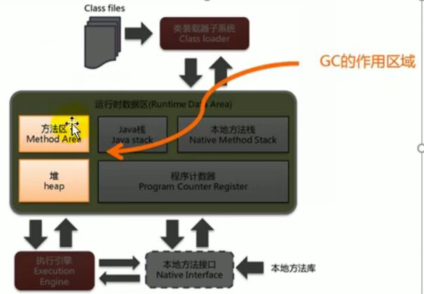 Class files
类装载器子系统
Class loader
GC的作用区域
运行时数据区(Runtime Data Area)
方法区
Method Area
Java栈
Java stack
本地方法栈
Native Method Stack
堆
heap
程序计数器
Program Counter Register
执行引擎
Execution
Engine
本地方法接口
Native Interface
本地方法库